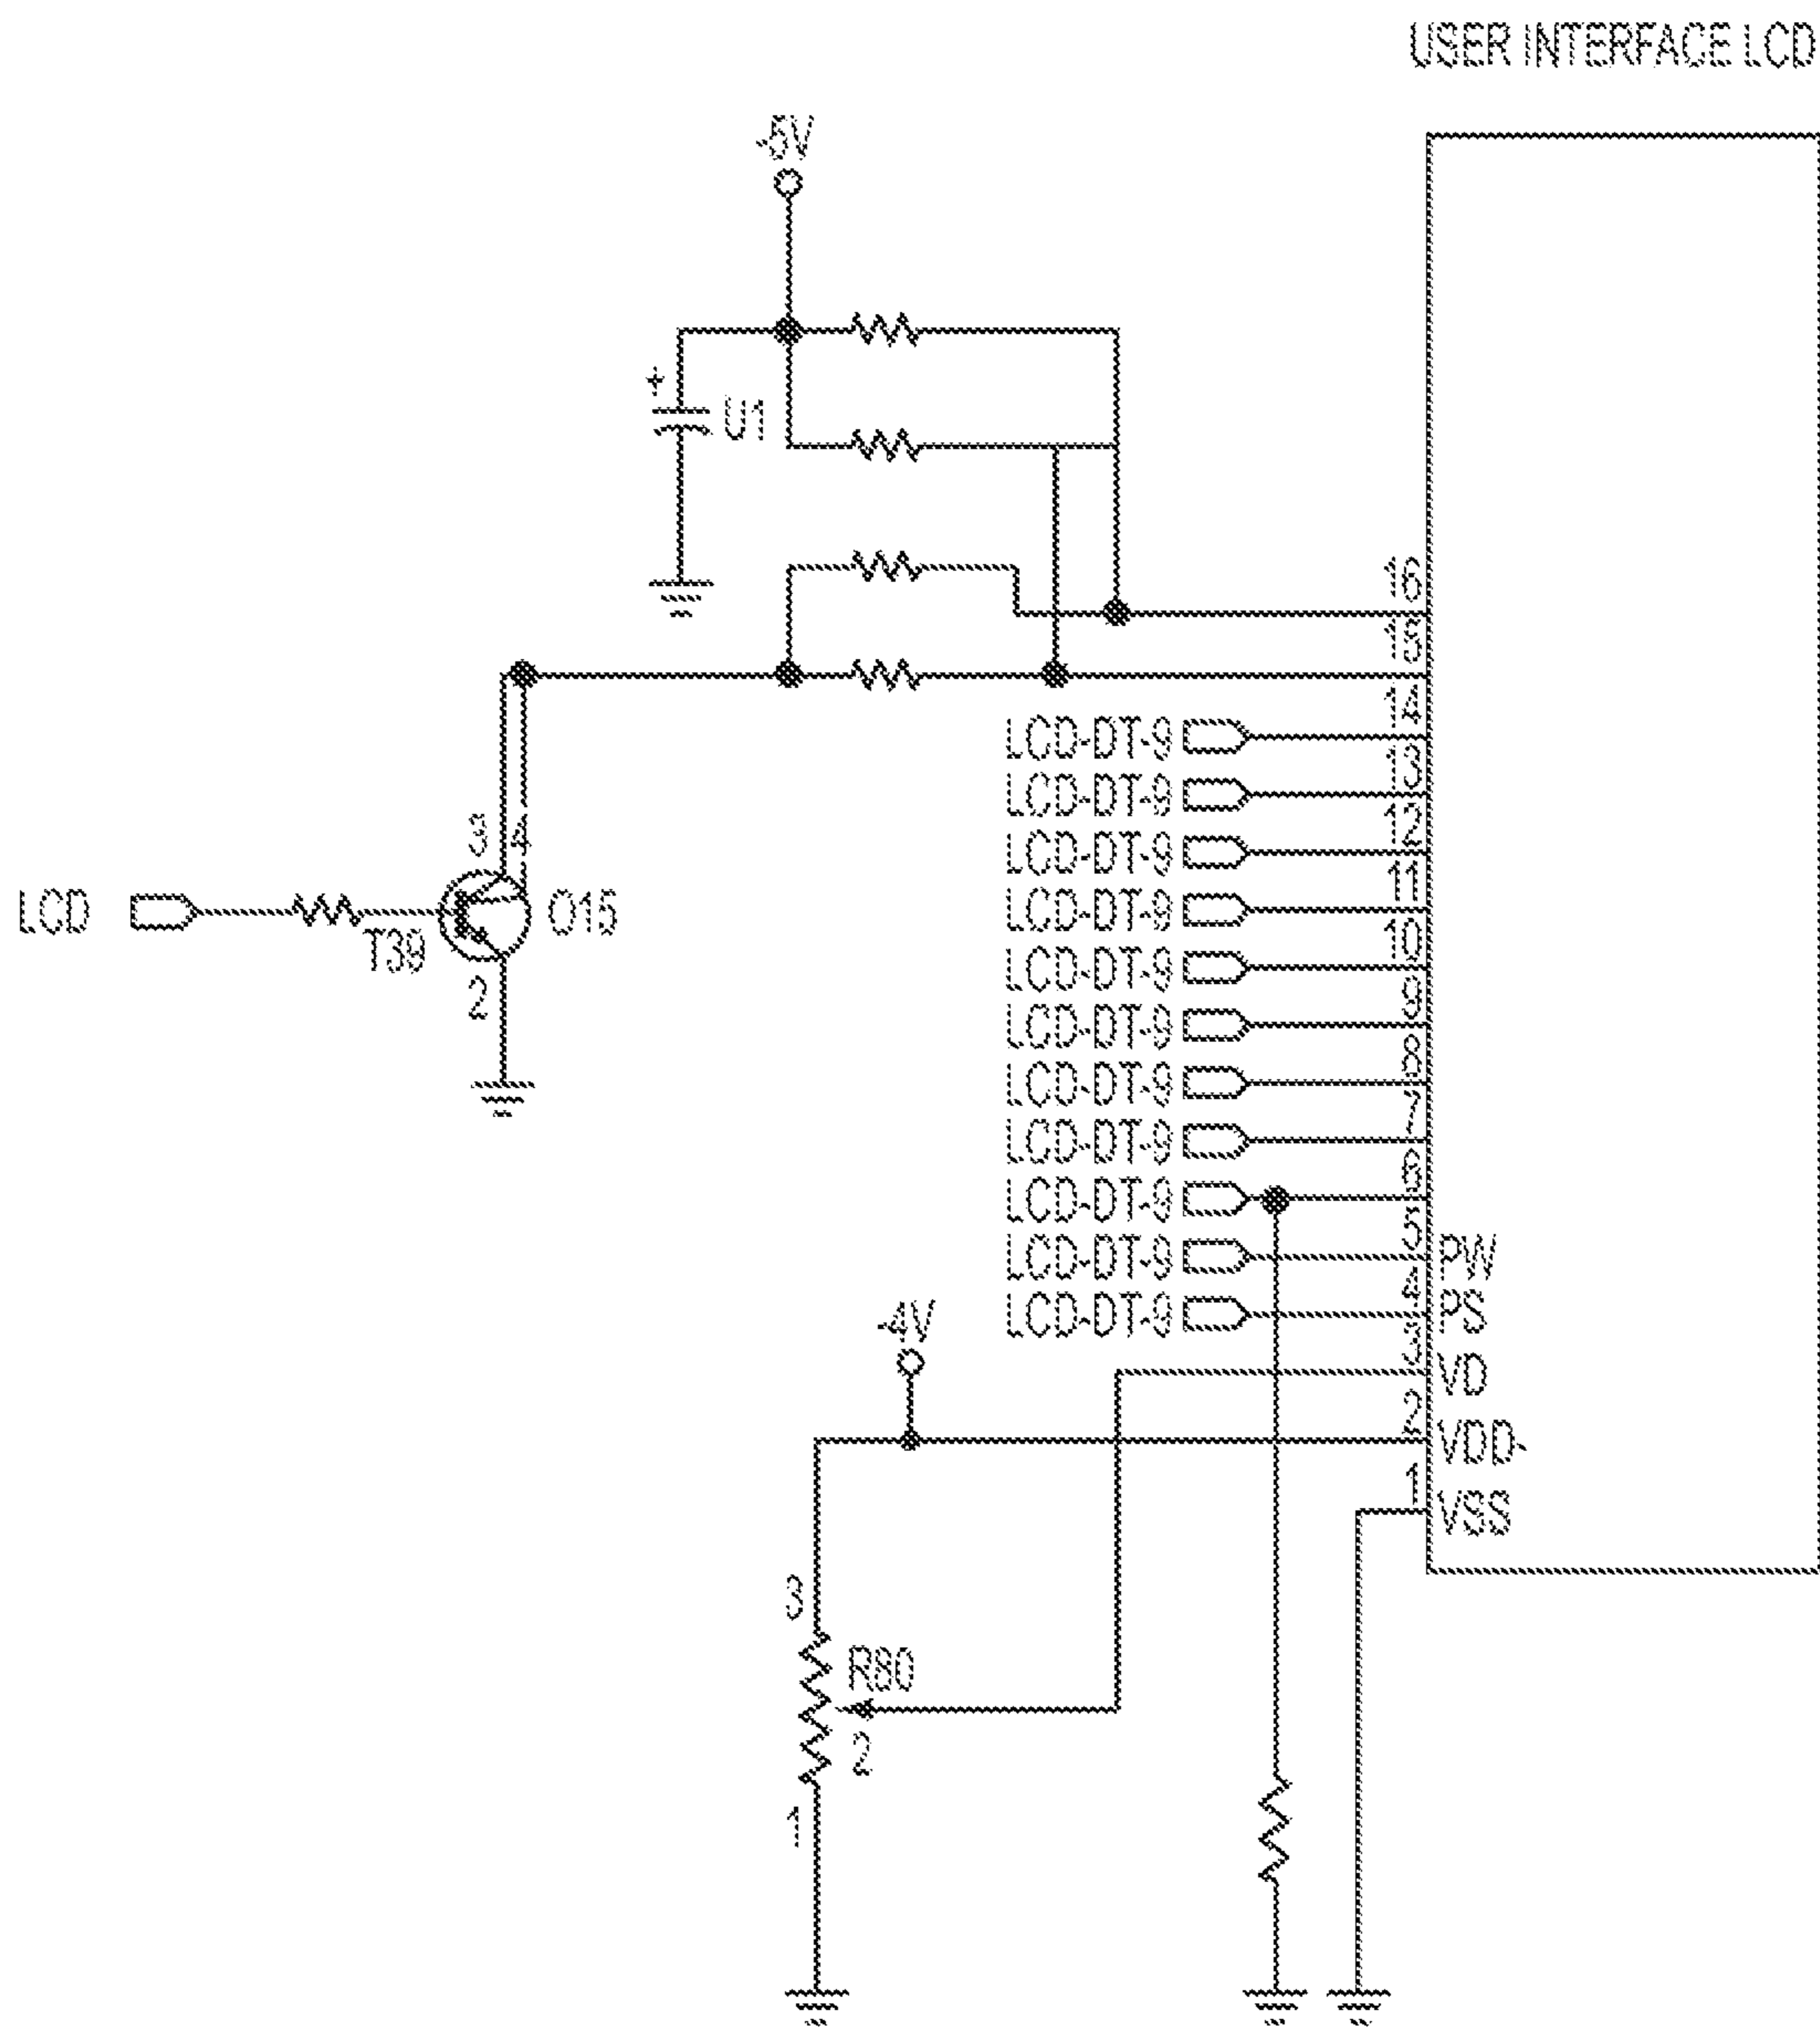 USER INTERFACE LCD
-5V
+
U1
16
15
14
LCD-DT-9
13
LCD-DT-9
12
LCD-DT-9
11
LCD-DT-9
10
LCD-DT-9
9
LCD-DT-9
8
LCD-DT-9
7
LCD-DT-9
6
LCD-DT-9
5
LCD-DT-9
PW
4
LCD-DT-9
PS
3 4
LCD
T39
O15
2
-4V
3
VD
2
VDD-
1
VSS
3
R80
2
1